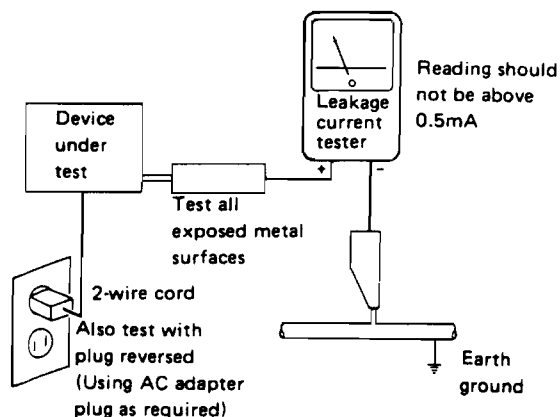 Device
under
test
Leakage
current
tester
+
-
Reading should
not be above
0.5mA
Test all
exposed metal
surfaces
2-wire cord
Also test with
plug reversed
(Using AC adapter
plug as required)
Earth
ground